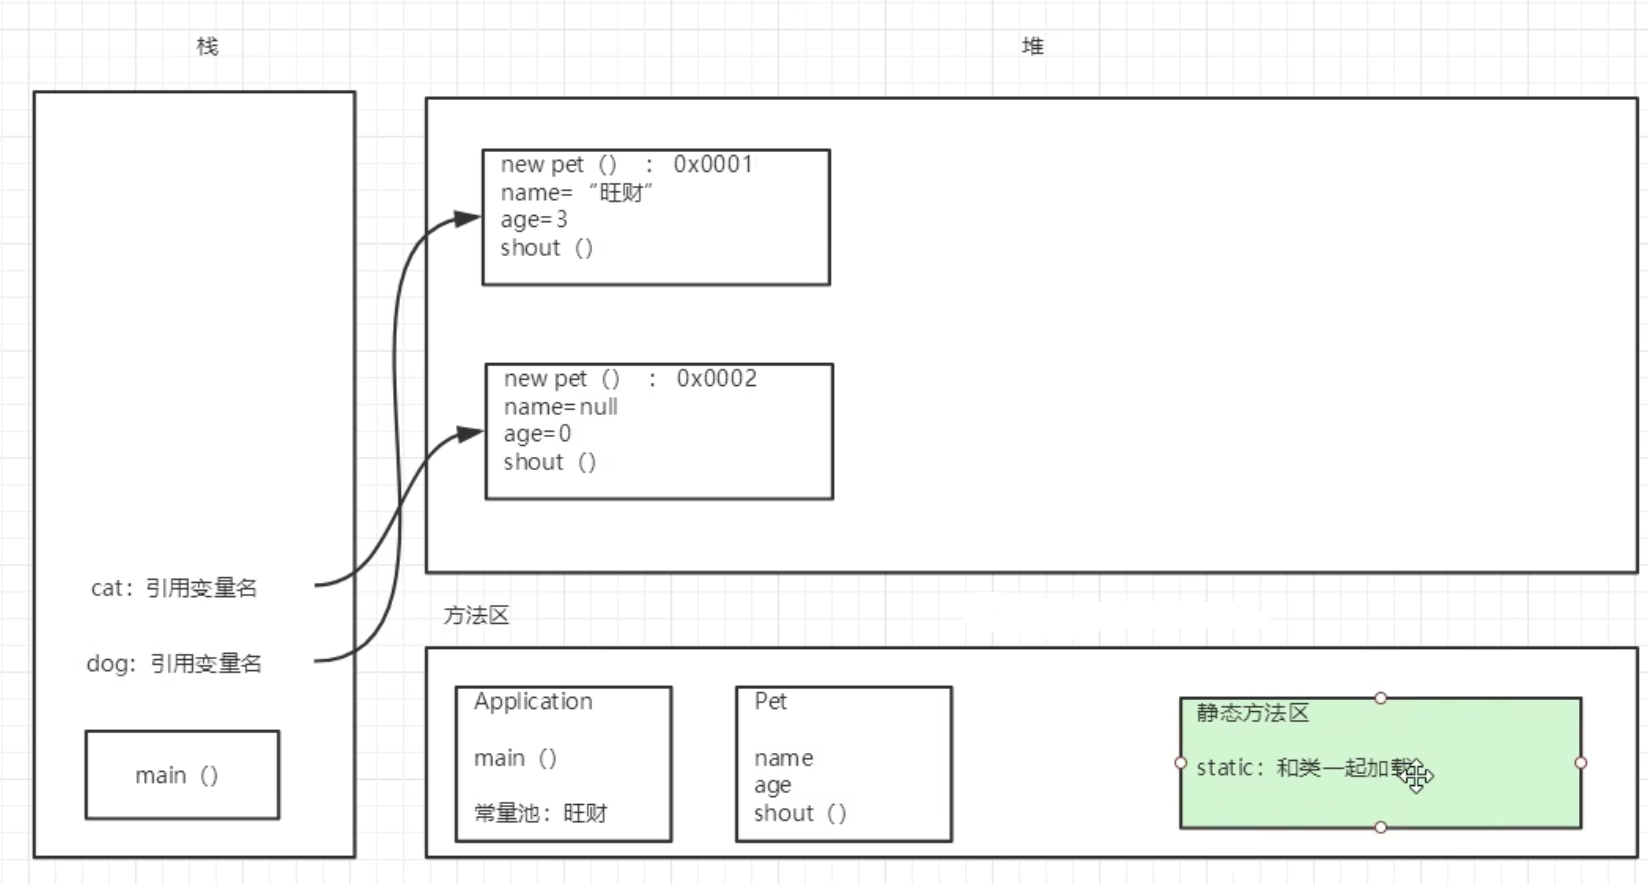 栈
堆
new pet（） ： 0x0001
name= “旺财”
age=3
shout（）
new pet（） ： 0x0002
name=null
age=0
shout（）
cat：引用变量名
dog：引用变量名
main（）
方法区
Application
main（）
常量池：旺财
Pet
name
age
shout（）
静态方法区
static：和类一起加载